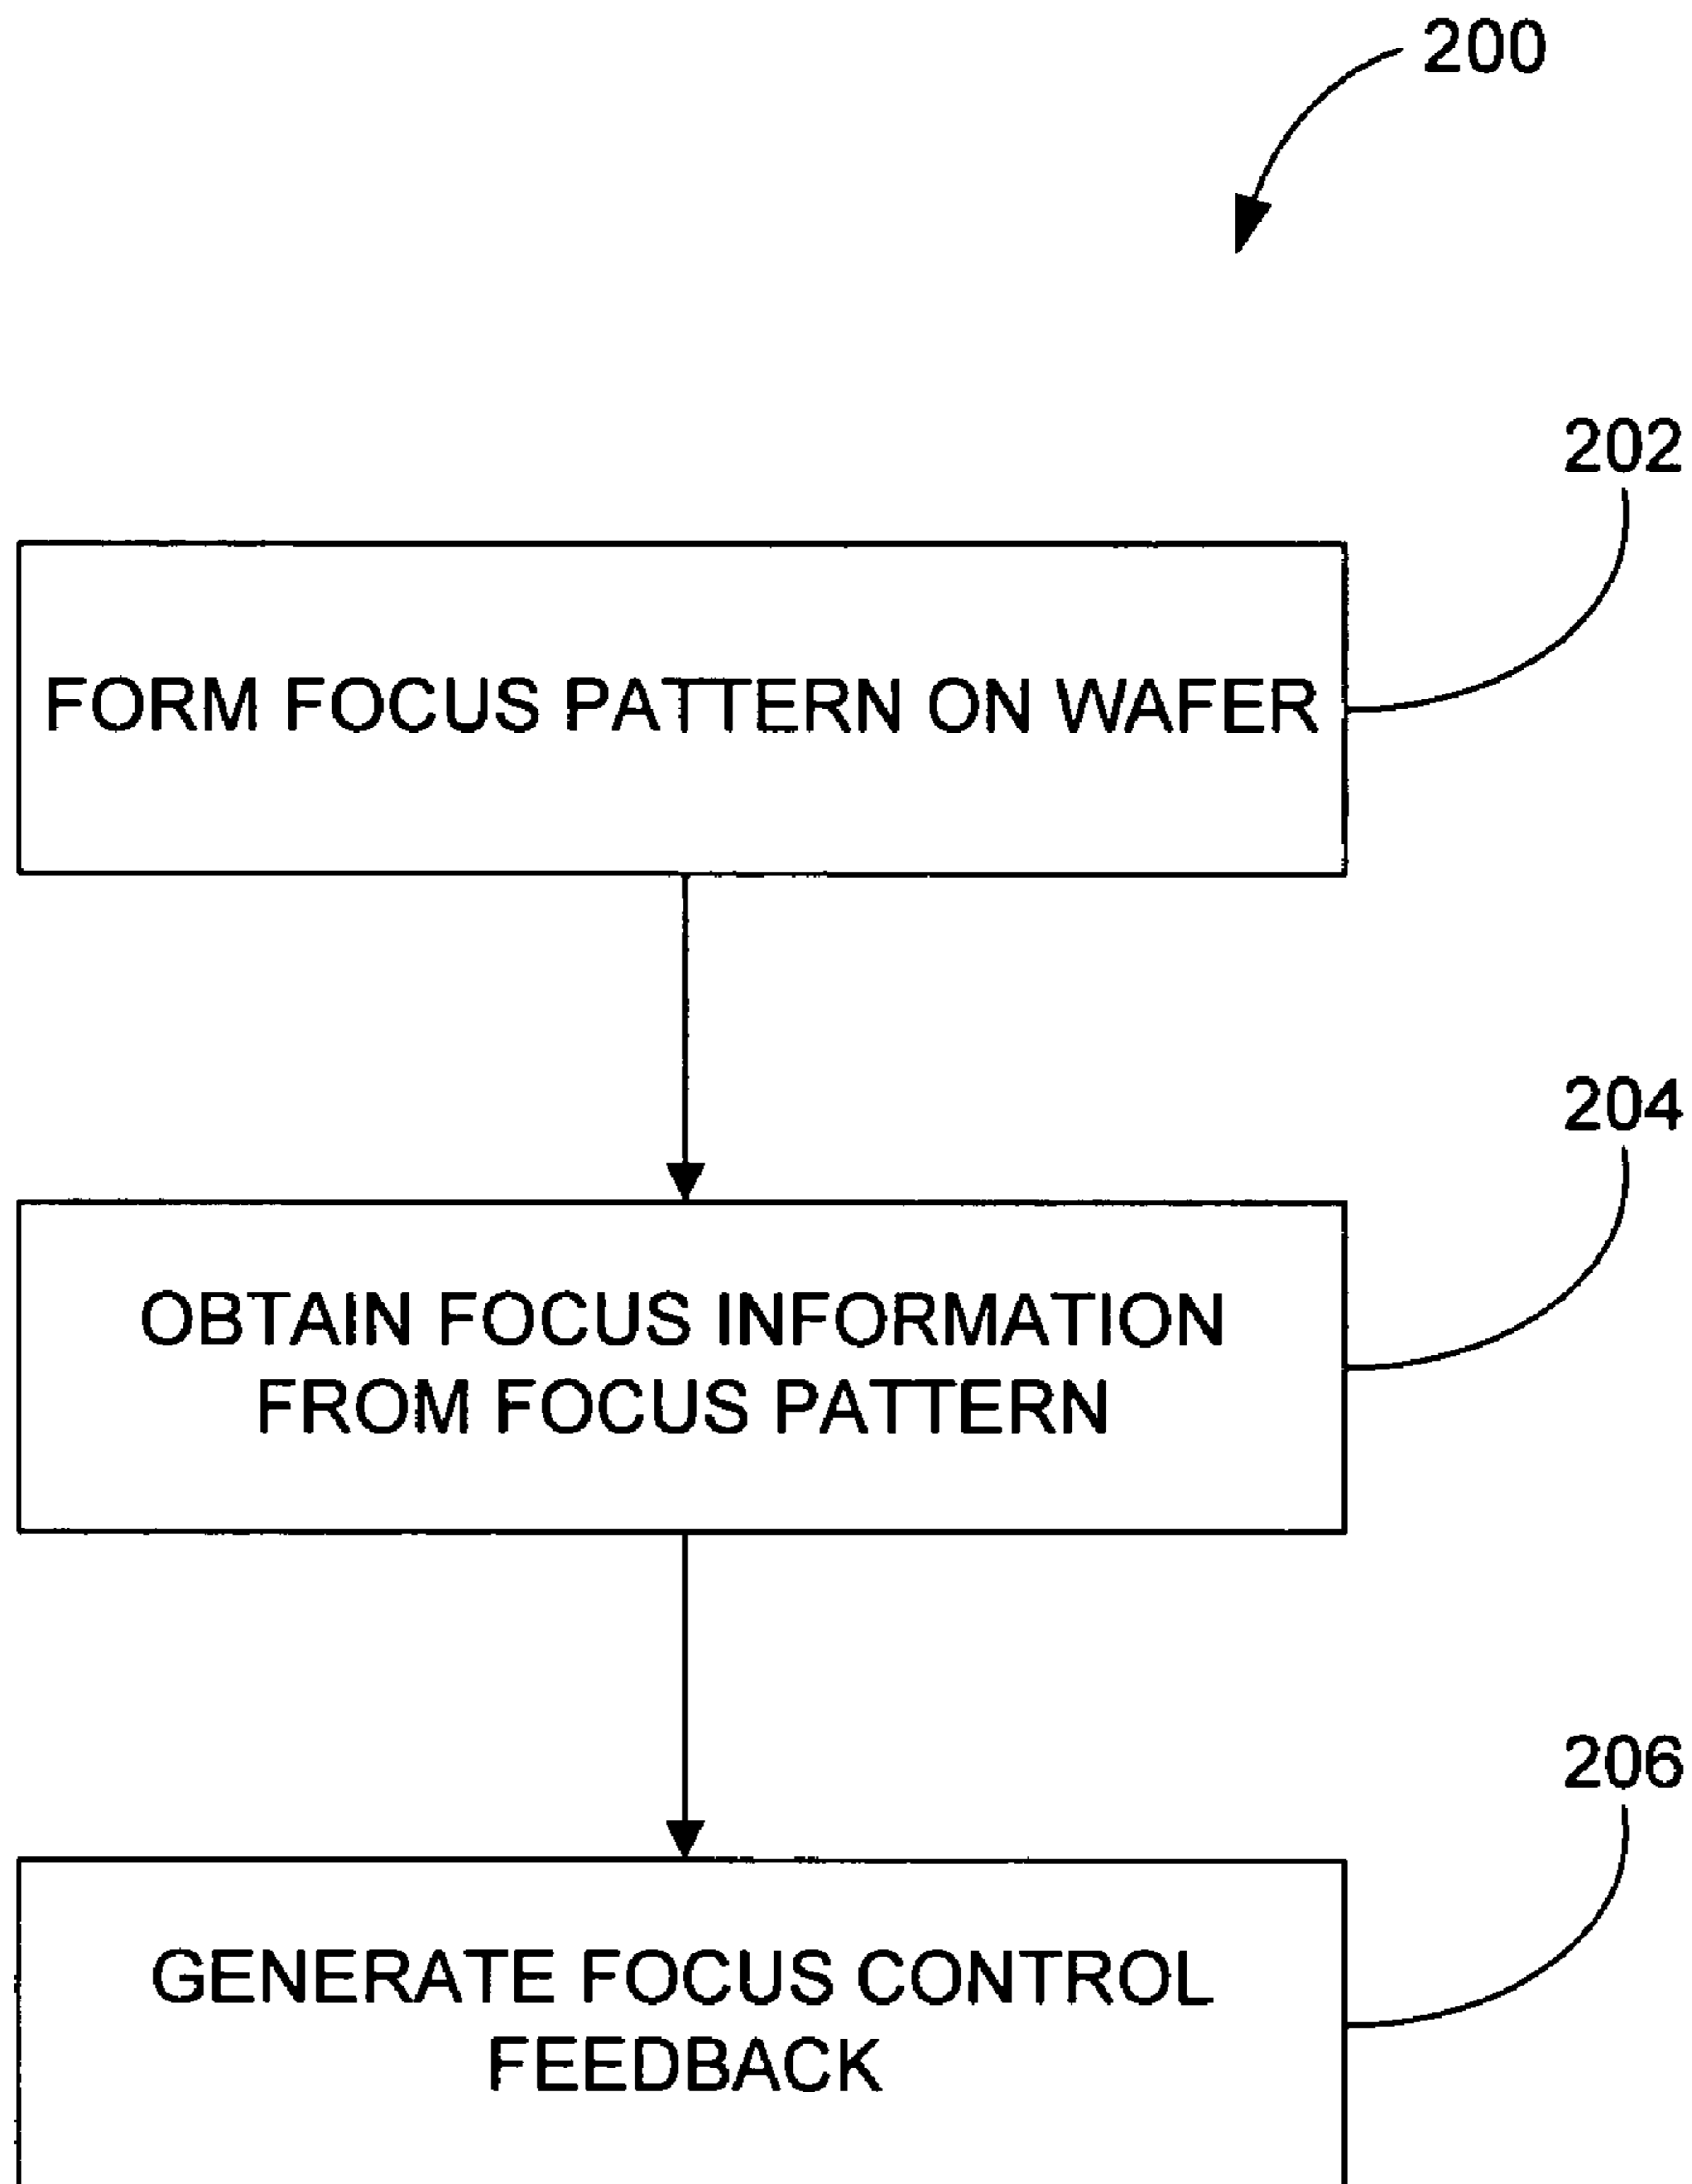 200
202
FORM FOCUS PATTERN ON WAFER
204
OBTAIN FOCUS INFORMATION
FROM FOCUS PATTERN
206
GENERATE FOCUS CONTROL
FEEDBACK